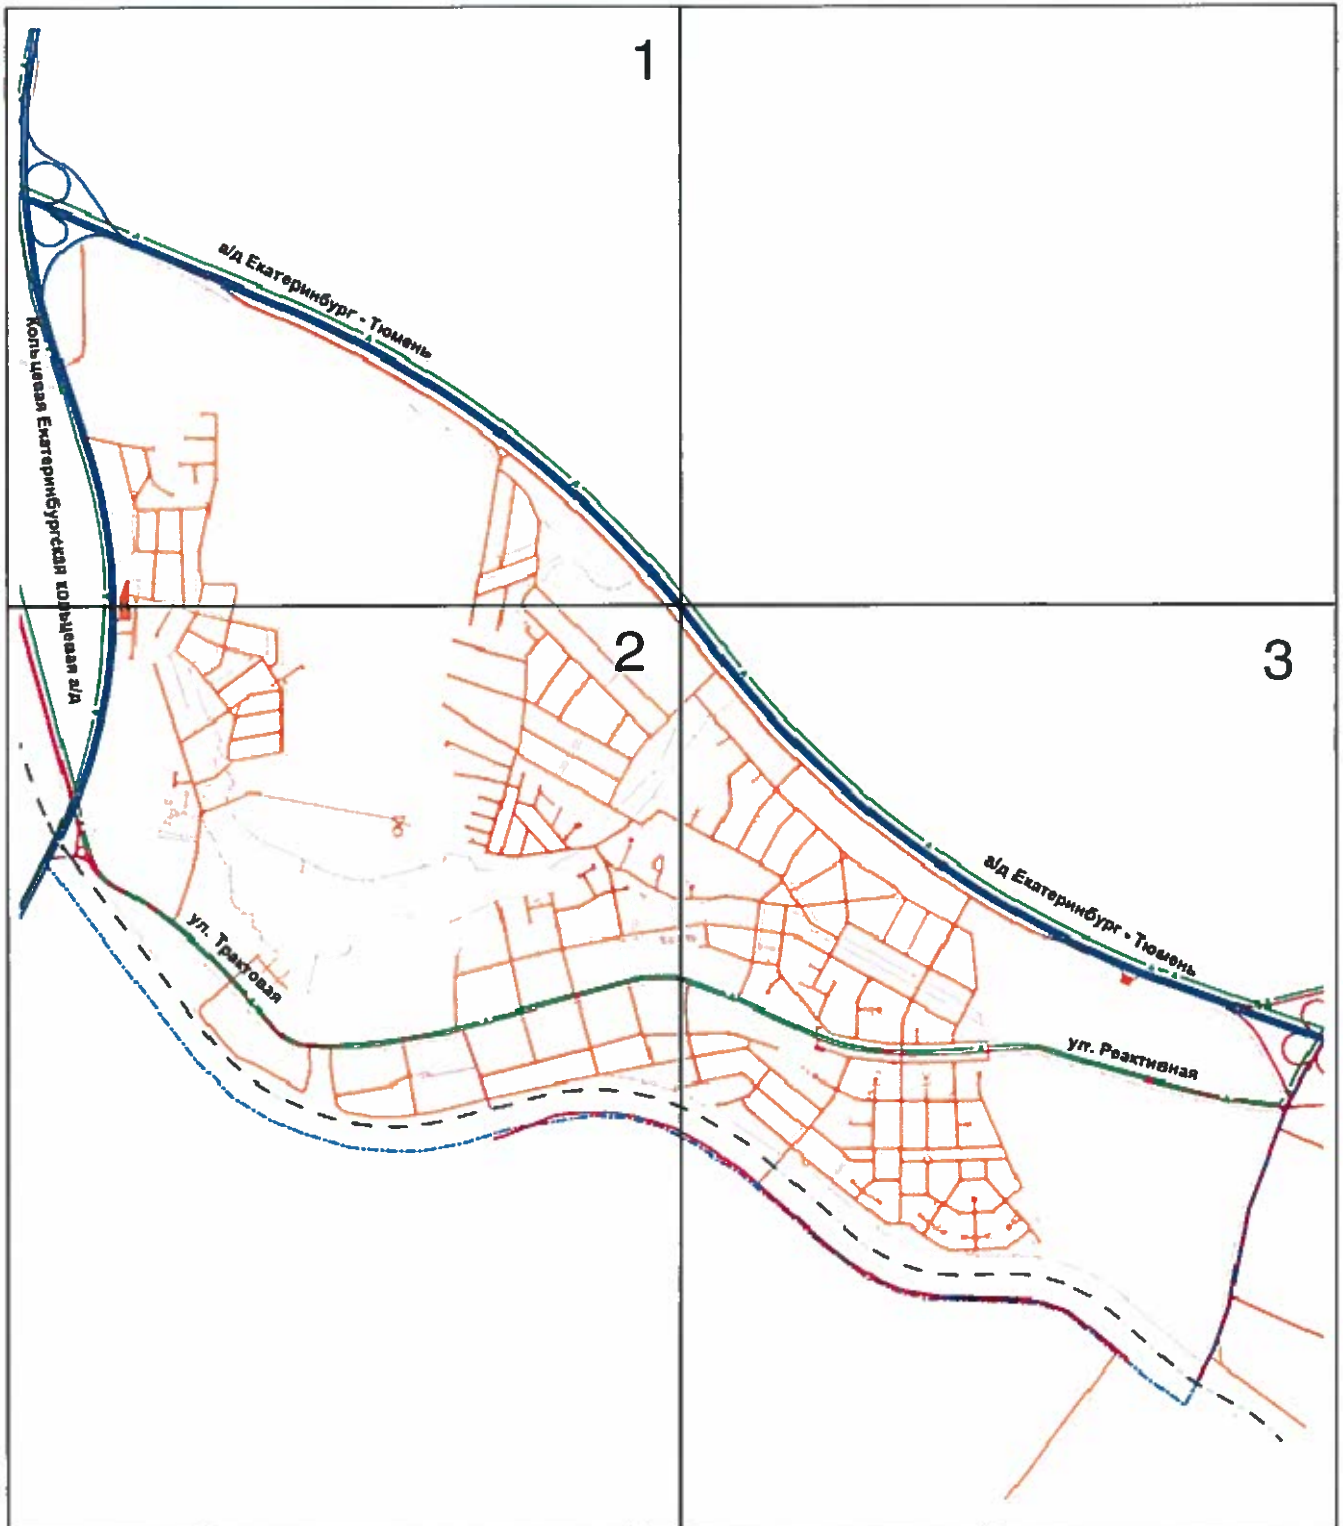 1
а/д Екатеринбург - Тюмень
Кольцевая Екатеринбургская кольцевая а/д
2
3
а/д Екатеринбург - Тюмень
ул. Трактовая
ул. Реактивная